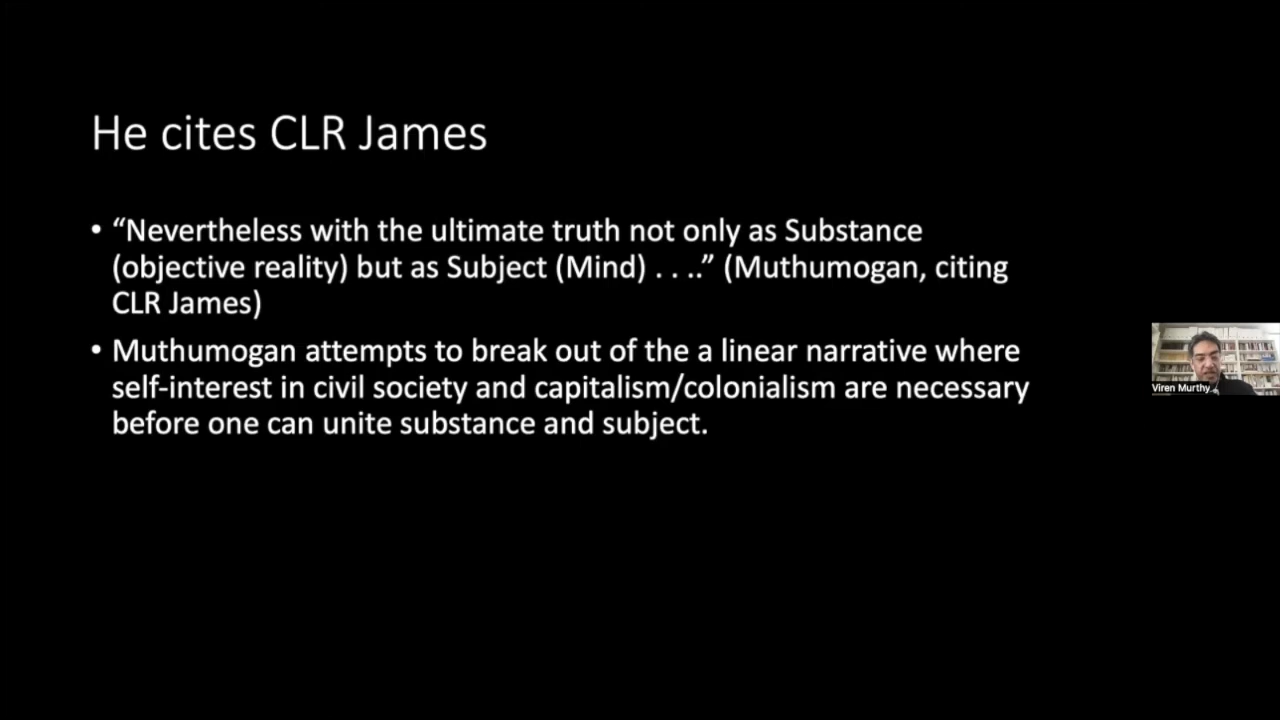 He cites CLR James
• “Nevertheless with the ultimate truth not only as Substance
(objective reality) but as Subject (Mind) . . ..” (Muthumogan, citing
CLR James)
• Muthumogan attempts to break out of the a linear narrative where
self-interest in civil society and capitalism/colonialism are necessary
before one can unite substance and subject.
Viren Murthy